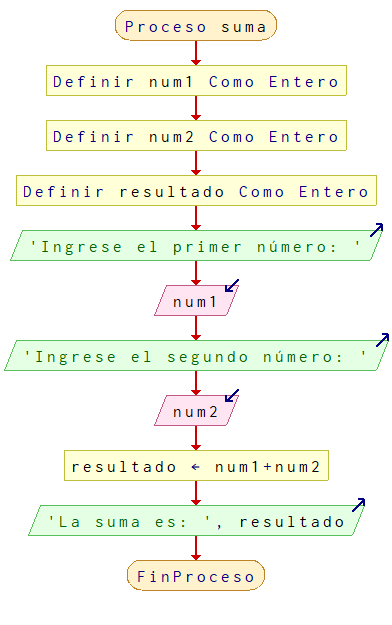 Proceso suma
Definir num1 Como Entero
Definir num2 Como Entero
Definir resultado Como Entero
'Ingrese el primer número: '
num1
'Ingrese el segundo número: '
num2
resultado ← num1+num2
'La suma es: ', resultado
FinProceso